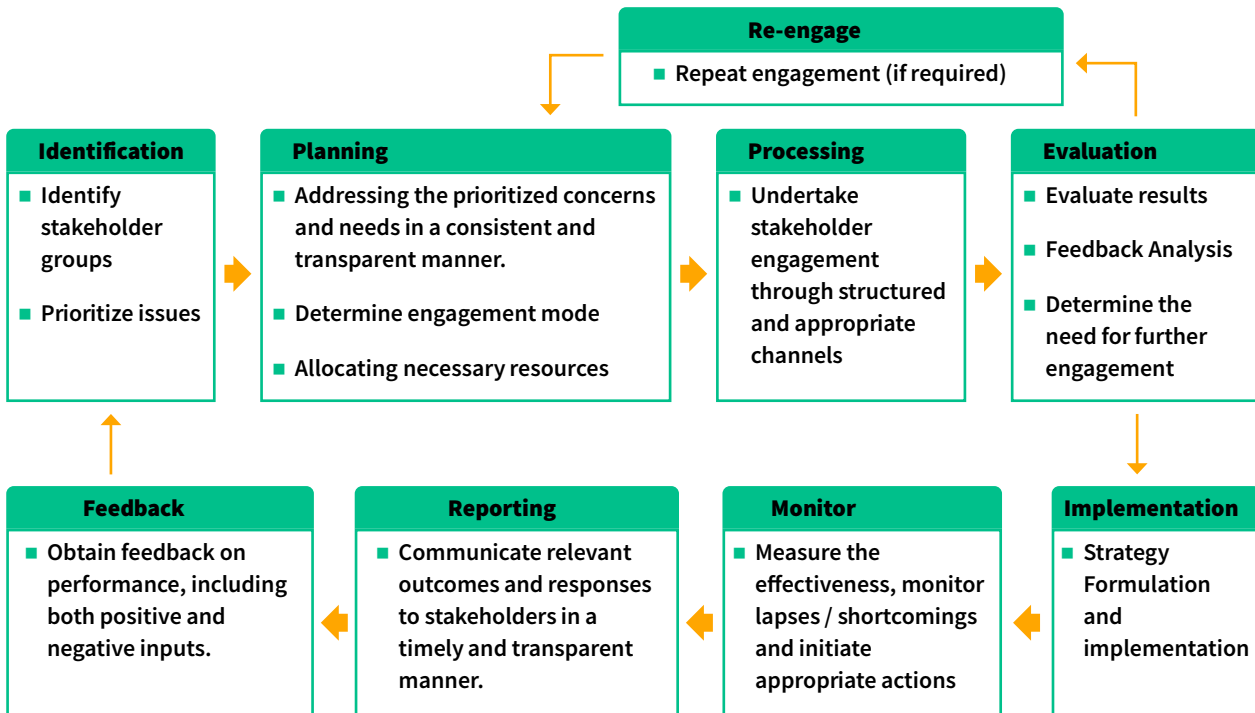 Re-engage
Repeat engagement (if required)
Identification
Identify
stakeholder
groups
Prioritize issues
Planning
Addressing the prioritized concerns
and needs in a consistent and
transparent manner.
Determine engagement mode
Allocating necessary resources
Processing
Undertake
stakeholder
engagement
through structured
and appropriate
channels
Evaluation
Evaluate results
Feedback Analysis
Determine the
need for further
engagement
Feedback
Obtain feedback on
performance, including
both positive and
negative inputs.
Reporting
Communicate relevant
outcomes and responses
to stakeholders in a
timely and transparent
manner.
Monitor
Measure the
effectiveness, monitor
lapses / shortcomings
and initiate
appropriate actions
Implementation
Strategy
Formulation
and
implementation